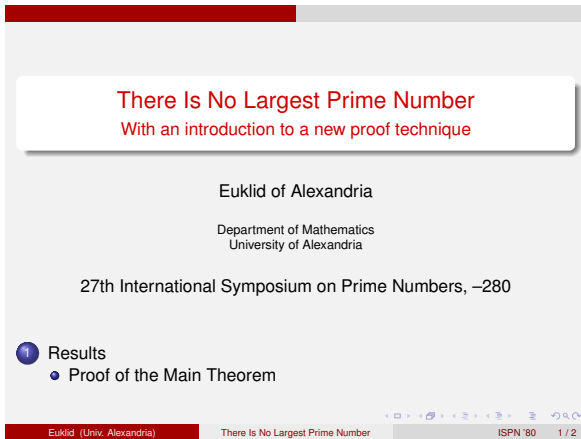 There Is No Largest Prime Number
With an introduction to a new proof technique
Euklid of Alexandria
Department of Mathematics
University of Alexandria
27th International Symposium on Prime Numbers, –280
1 Results
Proof of the Main Theorem
Euklid (Univ. Alexandria) There Is No Largest Prime Number ISPN ’80 1 / 2